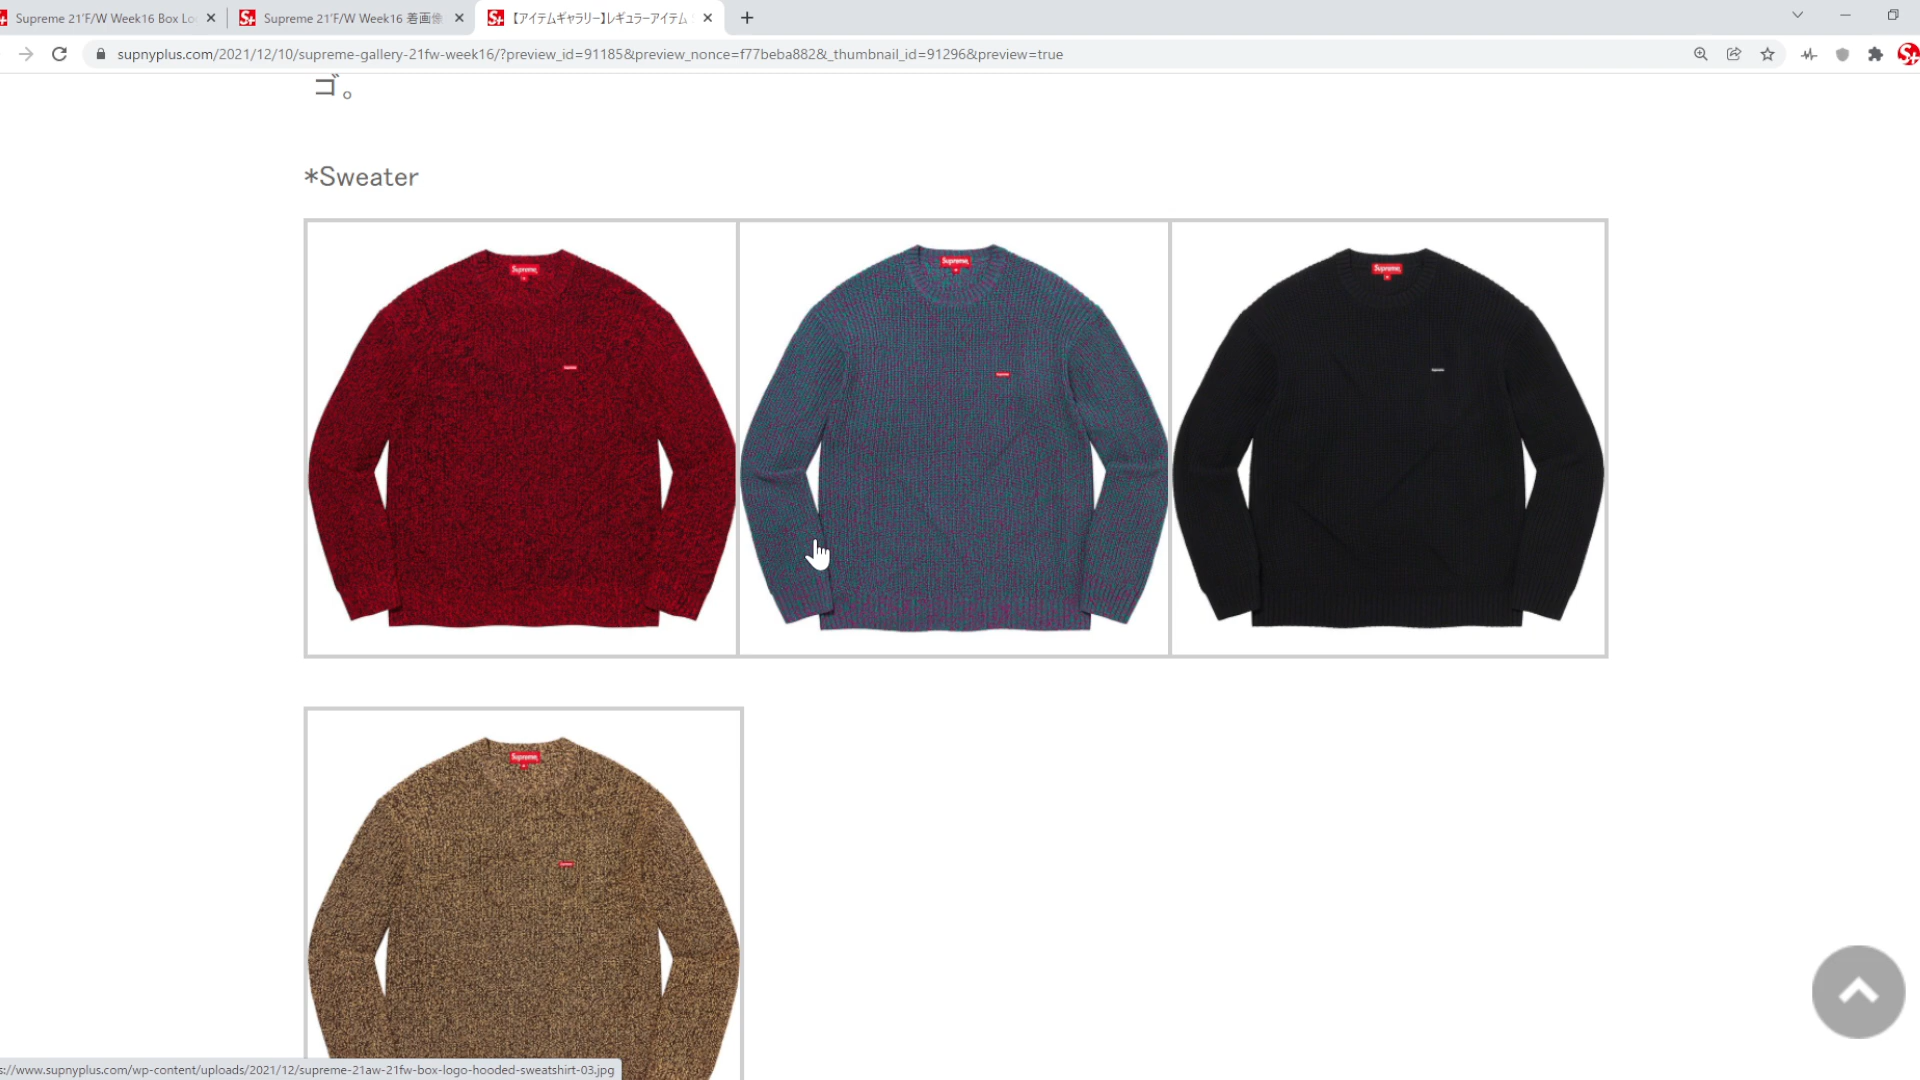 Supreme 21'F/W Week16 Box Lo
Supreme 21'F/W Week16 着画像
【アイテムギャラリー】レギュラーアイテム
supnyplus.com/2021/12/10/supreme-gallery-21fw-week16/?preview_id=91185&preview_nonce=f77beba882&_thumbnail_id=91296&preview=true
ゴ。
*Sweater
Supreme
Supreme
Supreme
Supreme
s://www.supnyplus.com/wp-content/uploads/2021/12/supreme-21aw-21fw-box-logo-hooded-sweatshirt-03.jpg